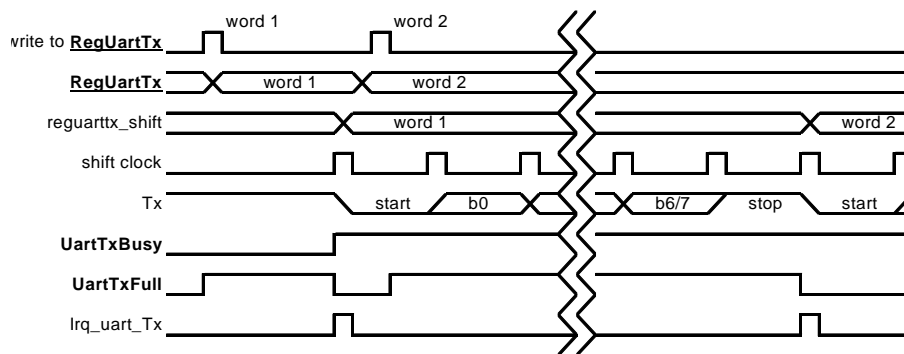 word 1 word 2
write to RegUartTx
RegUartTx word 1 word 2
reguarttx_shift word 1 word 2
shift clock
Tx start b0 b6/7 stop start
UartTxBusy
UartTxFull
Irq_uart_Tx